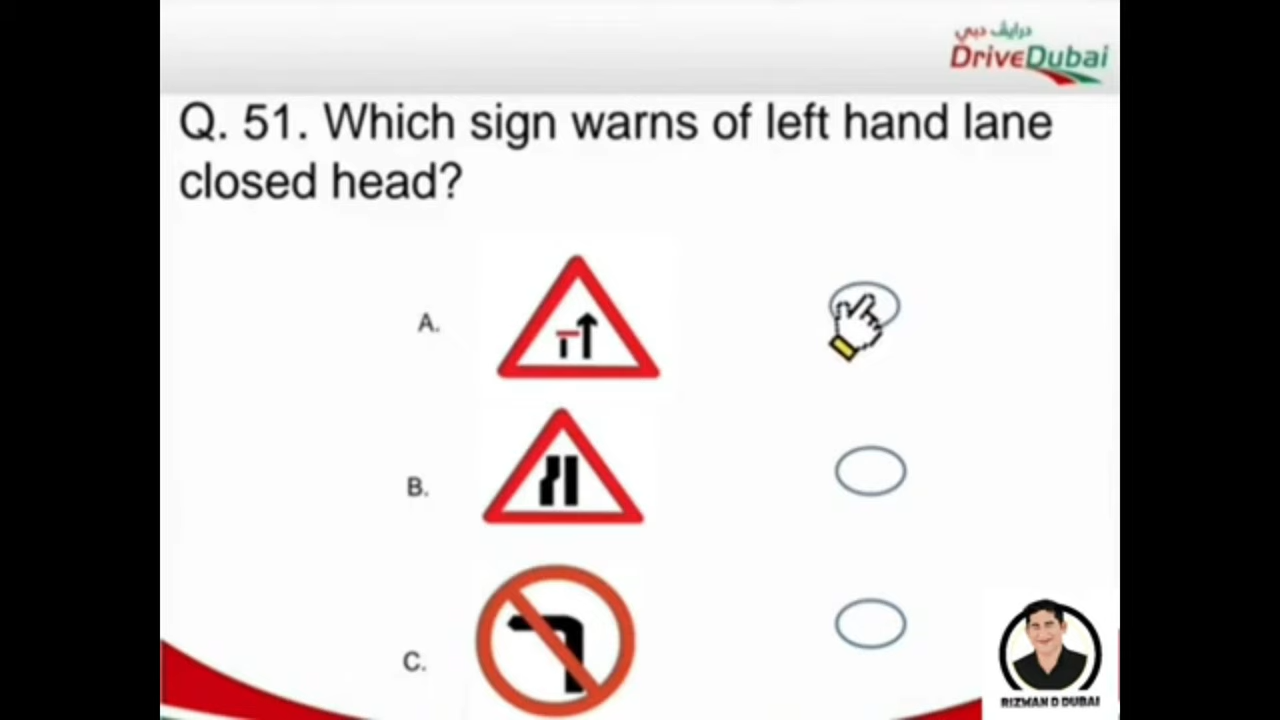 درايف دبي
DriveDubai
Q. 51. Which sign warns of left hand lane
closed head?
A.
B.
C.
RIZWAN D DUBAI